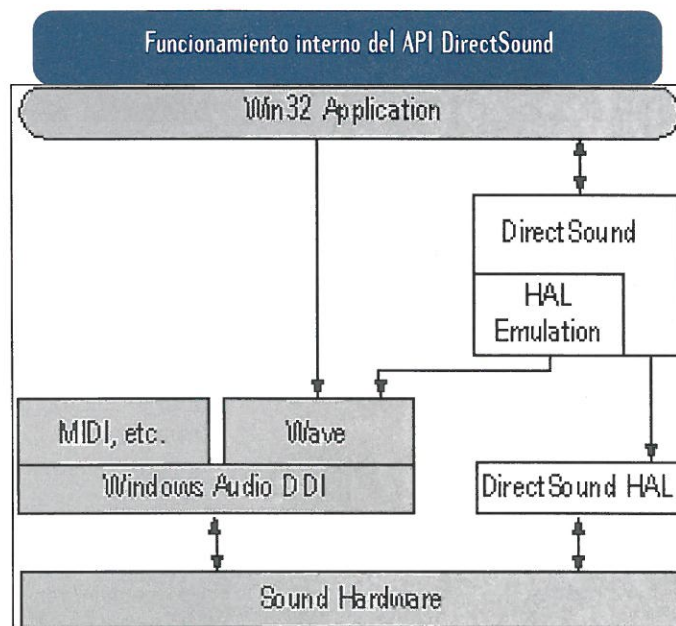 Funcionamiento interno del API DirectSound
Win32 Application
DirectSound
HAL
Emulation
MIDI, etc.
Wave
Windows Audio DDI
DirectSound HAL
Sound Hardware